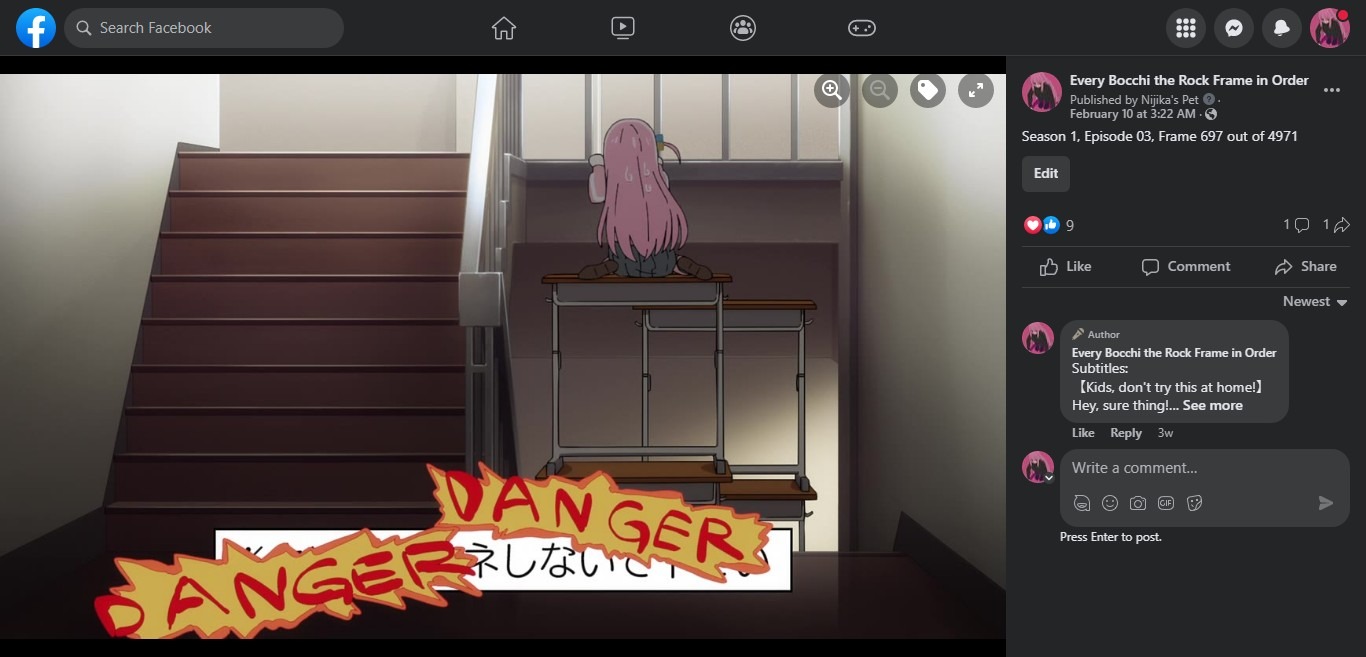 Search Facebook
Every Bocchi the Rock Frame in Order
Published by Nijika's Pet
February 10 at 3:22 AM ·
Season 1, Episode 03, Frame 697 out of 4971
Edit
9
1
1
Like
Comment
Share
Newest
Author
Every Bocchi the Rock Frame in Order
Subtitles:
【Kids, don't try this at home!】
Hey, sure thing!... See more
Like
Reply
3w
Write a comment...
GIF
Press Enter to post.
DANGER
DANGER
ネしないで